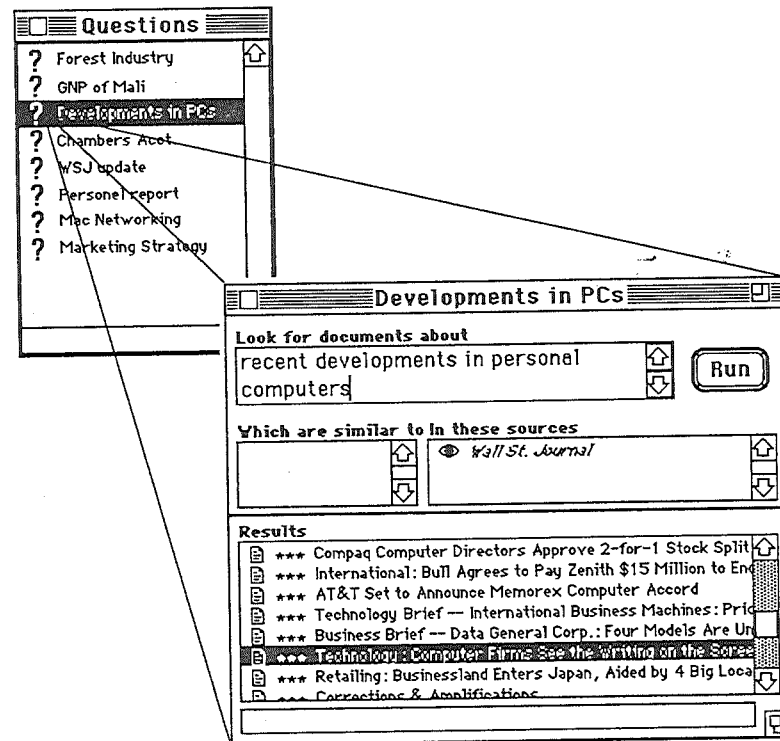 Questions
? Forest Industry
? GNP of Mali
? Developments in PCs
? Chambers Acct.
? WSJ update
? Personel report
? Mac Networking
? Marketing Strategy
Developments in PCs
Look for documents about
recent developments in personal
computers
Run
Which are similar to In these sources
Wall St. Journal
Results
*** Compaq Computer Directors Approve 2-for-1 Stock Split
*** International: Bull Agrees to Pay Zenith $15 Million to
*** AT&T Set to Announce Memorex Computer Accord
*** Technology Brief -- International Business Machines:
*** Business Brief -- Data General Corp.: Four Models Are
*** Technology: Computer Firms See the Writing on the
*** Retailing: Businessland Enters Japan, Aided by 4 Big
*** Corrections & Amplifications